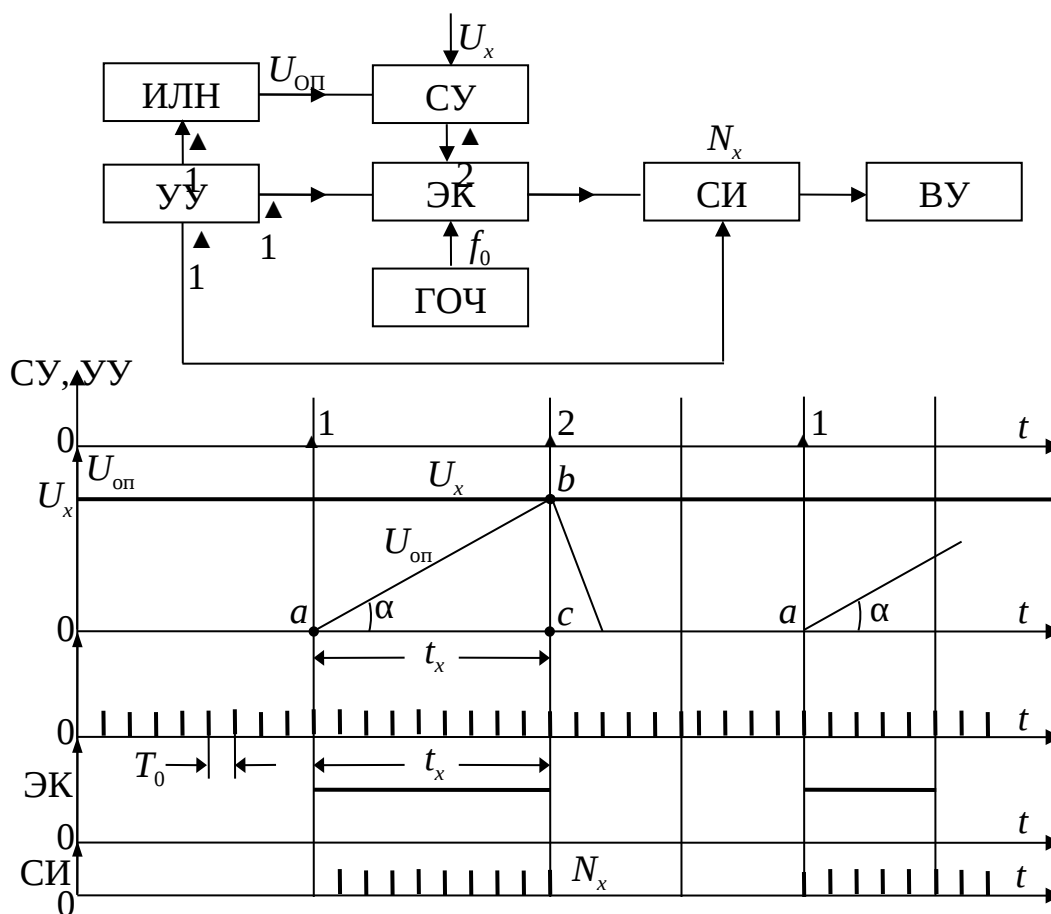 U_x
U_ОП
ИЛН
СУ
▲
1
▲
2
N_x
УУ
ЭК
СИ
ВУ
▲
1
▲
1
f_0
ГОЧ
СУ, УУ
0
1
2
1
t
U_оп
U_x
U_x
b
U_оп
a
α
c
a
α
0
t
t_x
0
t
T_0
t_x
ЭК
0
t
СИ
N_x
t
0